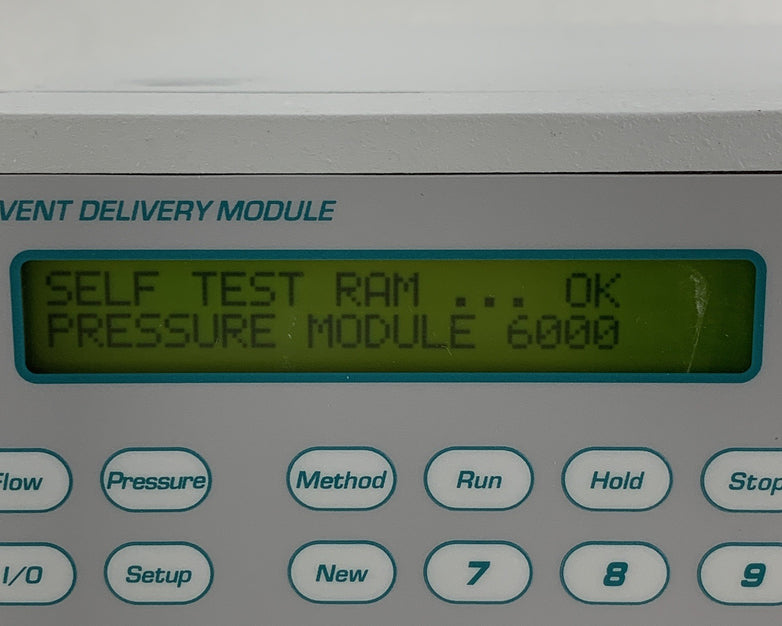 VENT DELIVERY MODULE
SELF TEST RAM ... OK
PRESSURE MODULE 6000
Flow Pressure Method Run Hold Stop
I/O Setup New 7 8 9